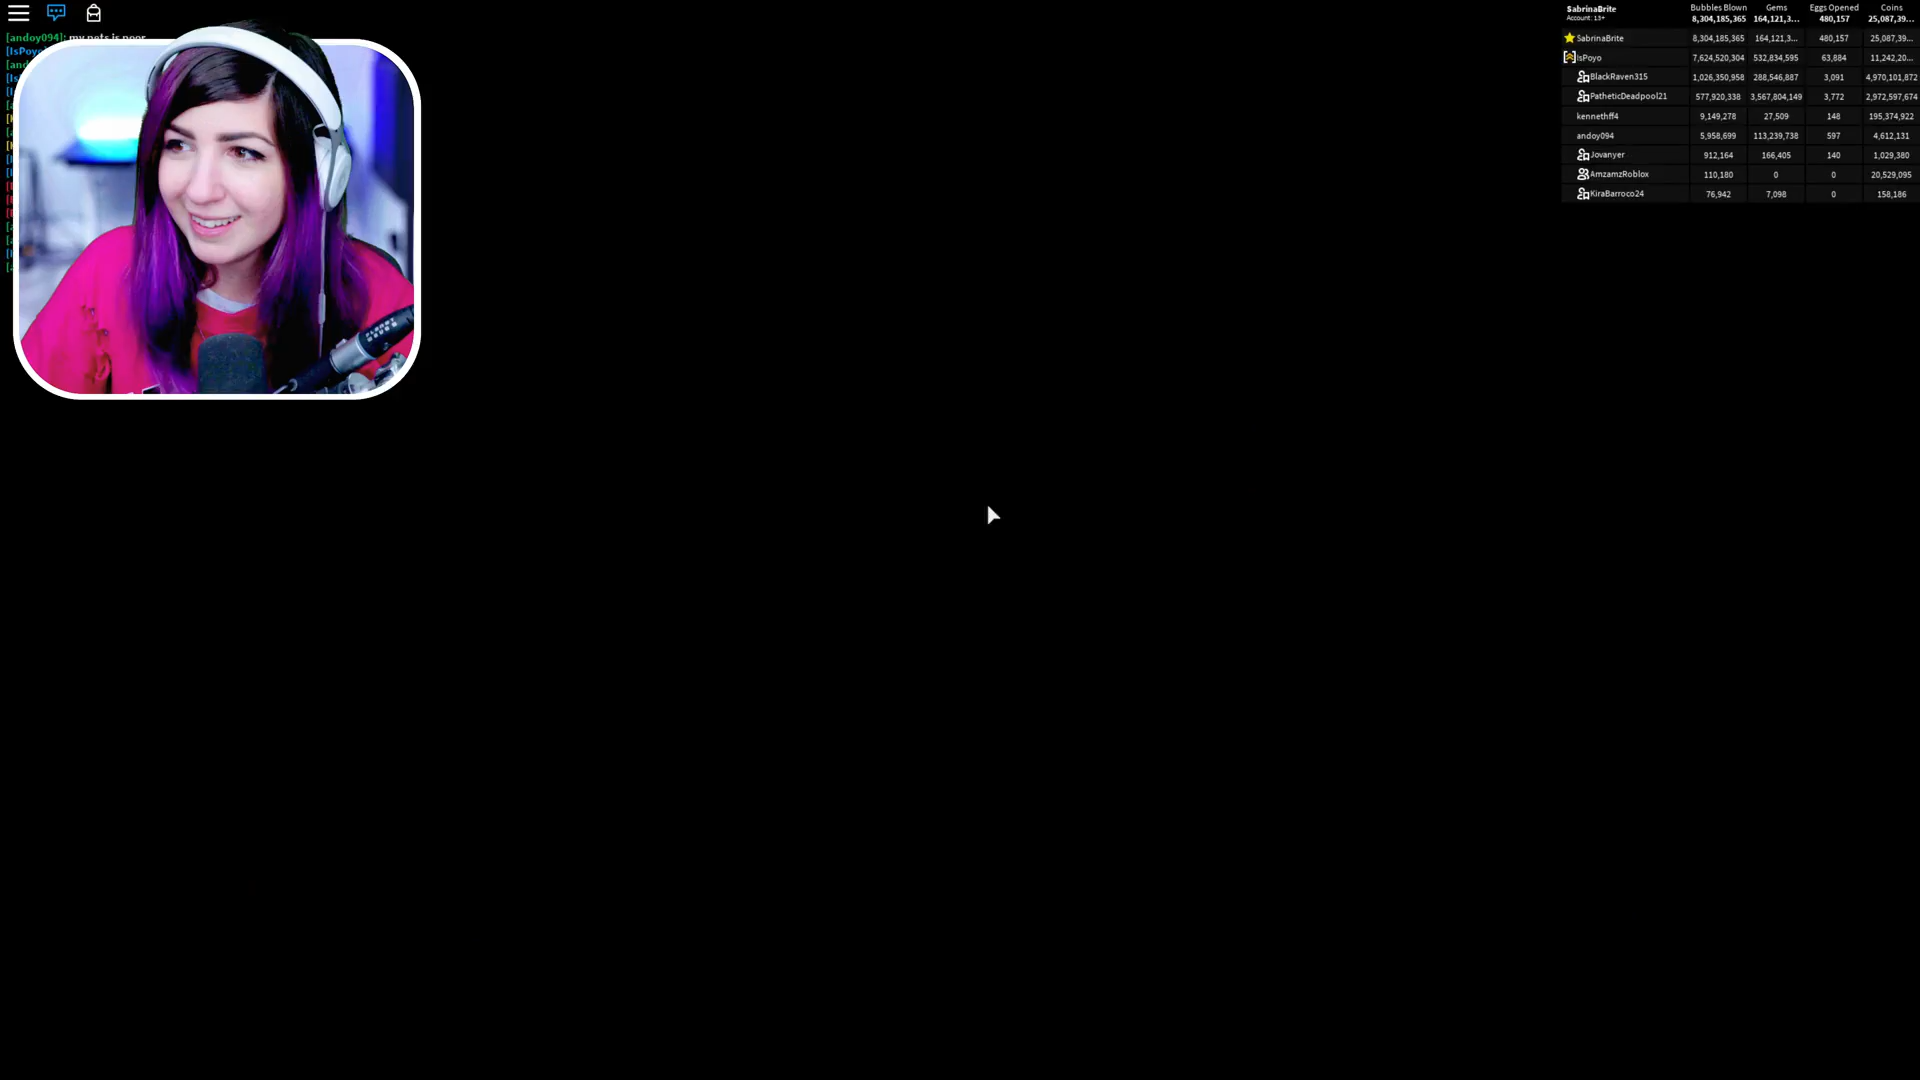 [andoy094]: my pets is poor
[IsPoyo
[and
SabrinaBrite Bubbles Blown Gems Eggs Opened Coins
Account: 13+ 8,304,185,365 164,121,3... 480,157 25,087,39...
SabrinaBrite 8,304,185,365 164,121,3... 480,157 25,087,39...
IsPoyo 7,624,520,304 532,834,595 63,884 11,242,20...
BlackRaven315 1,026,350,958 288,546,887 3,091 4,970,101,872
PatheticDeadpool21 577,920,338 3,567,804,149 3,772 2,972,597,674
kennethff4 9,149,278 27,509 148 195,374,922
andoy094 5,958,699 113,239,738 597 4,612,131
Jovanyer 912,164 166,405 140 1,029,380
AmzamzRoblox 110,180 0 0 20,529,095
KiraBarroco24 76,942 7,098 0 158,186